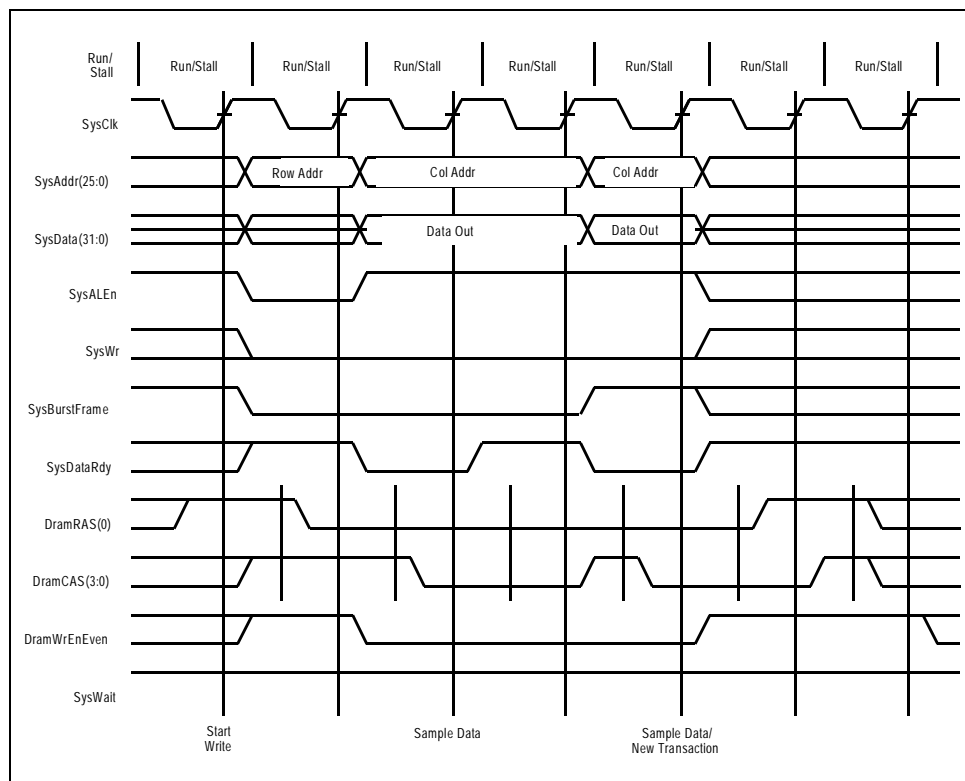 Run/
Stall
Run/Stall Run/Stall Run/Stall Run/Stall Run/Stall Run/Stall Run/Stall
SysClk
SysAddr(25:0)
Row Addr Col Addr Col Addr
SysData(31:0)
Data Out Data Out
SysALEn
SysWr
SysBurstFrame
SysDataRdy
DramRAS(0)
DramCAS(3:0)
DramWrEnEven
SysWait
Start
Write
Sample Data
Sample Data/
New Transaction